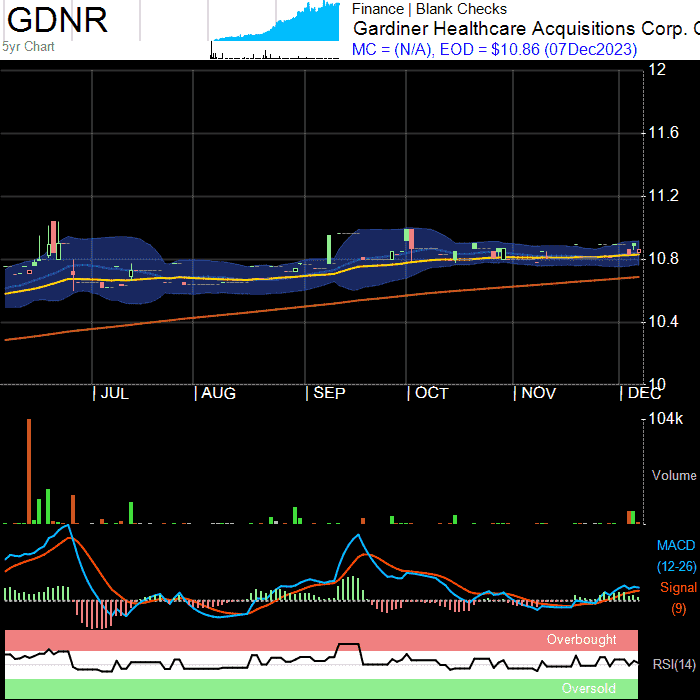 GDNR
5yr Chart
Finance | Blank Checks
Gardiner Healthcare Acquisitions Corp.
MC = (N/A), EOD = $10.86 (07Dec2023)
12
11.6
11.2
10.8
10.4
10
JUL AUG SEP OCT NOV DEC
104k
Volume
MACD
(12-26)
Signal
(9)
Overbought
RSI(14)
Oversold